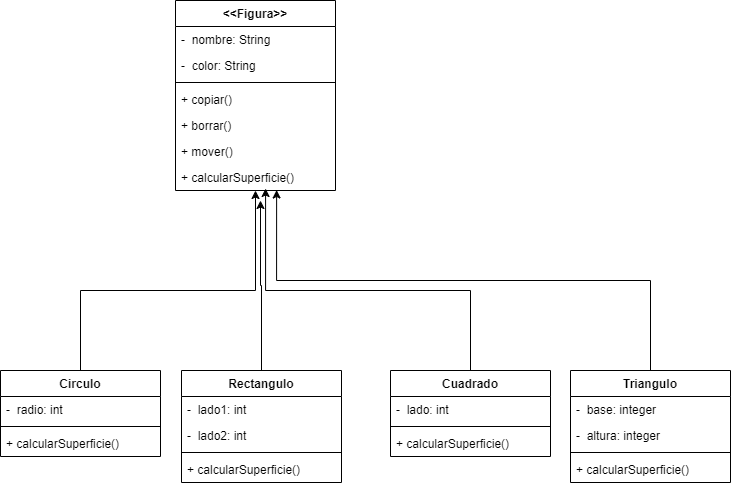 <<Figura>>
- nombre: String
- color: String
+ copiar()
+ borrar()
+ mover()
+ calcularSuperficie()
Circulo
- radio: int
+ calcularSuperficie()
Rectangulo
- lado1: int
- lado2: int
+ calcularSuperficie()
Cuadrado
- lado: int
+ calcularSuperficie()
Triangulo
- base: integer
- altura: integer
+ calcularSuperficie()